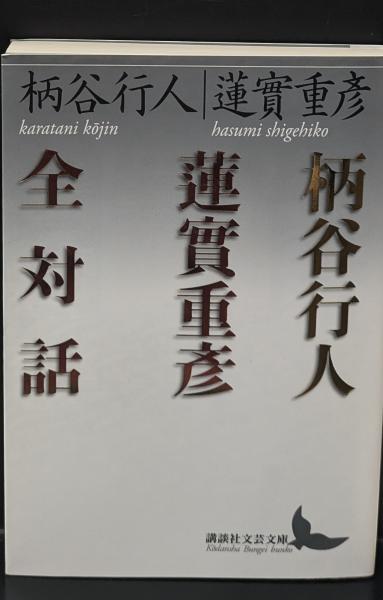 柄谷行人|蓮實重彦
karatani kōjin hasumi shigehiko
柄谷行人
蓮實重彦
全対話
講談社文芸文庫
Kōdansha Bungei bunko